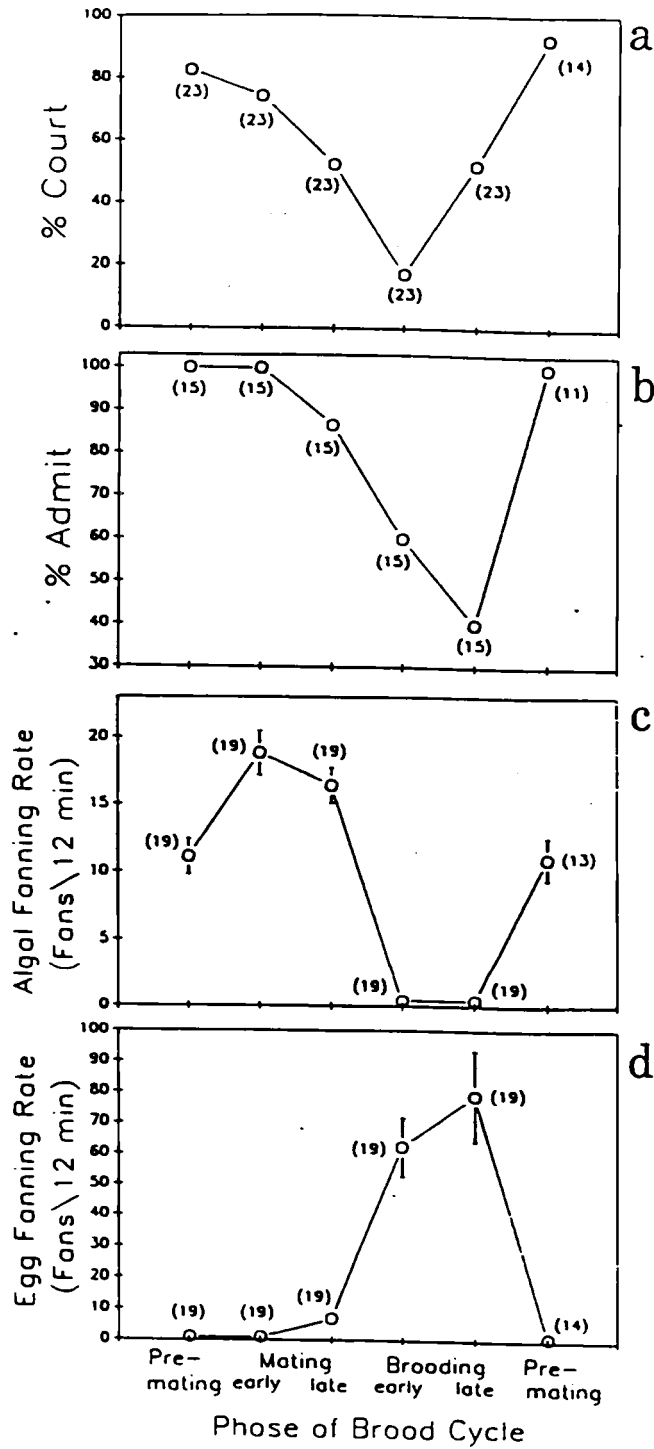 a
% Court
100
80
60
40
20
0
(23)
(23)
(23)
(23)
(23)
(14)
b
% Admit
100
90
80
70
60
50
40
30
(15)
(15)
(15)
(15)
(15)
(11)
c
Algal Fanning Rate
(Fans\12 min)
20
15
10
5
0
(19)
(19)
(19)
(19)
(19)
(13)
d
Egg Fanning Rate
(Fans\12 min)
100
90
80
70
60
50
40
30
20
10
0
(19)
(19)
(19)
(19)
(19)
(14)
Pre-
mating
Mating
early late
Brooding
early late
Pre-
mating
Phase of Brood Cycle